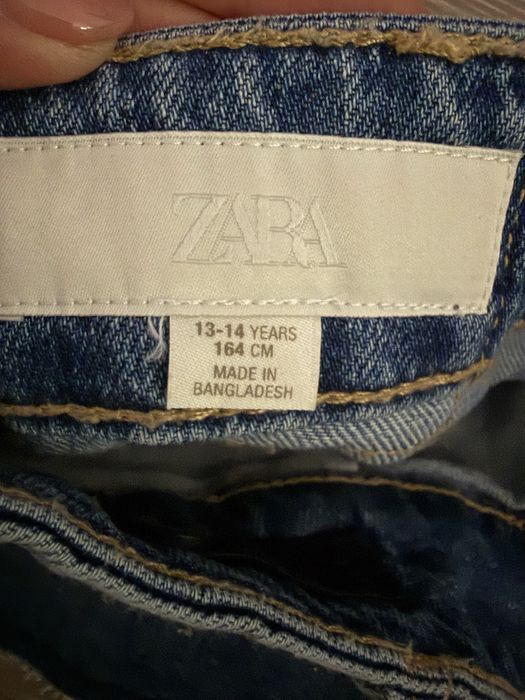 ZARA
13-14 YEARS
164 CM
MADE IN
BANGLADESH